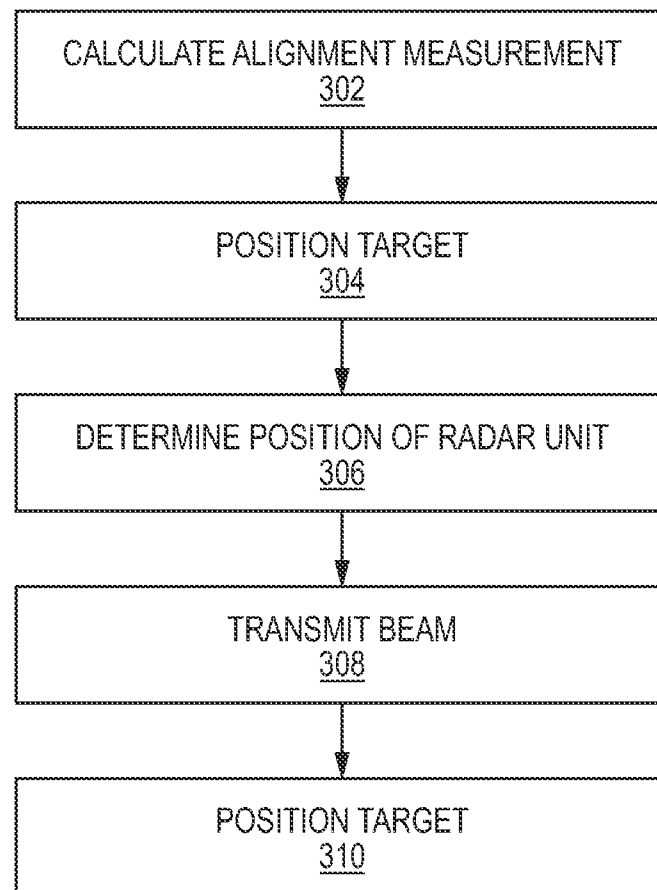 CALCULATE ALIGNMENT MEASUREMENT
302
POSITION TARGET
304
DETERMINE POSITION OF RADAR UNIT
306
TRANSMIT BEAM
308
POSITION TARGET
310